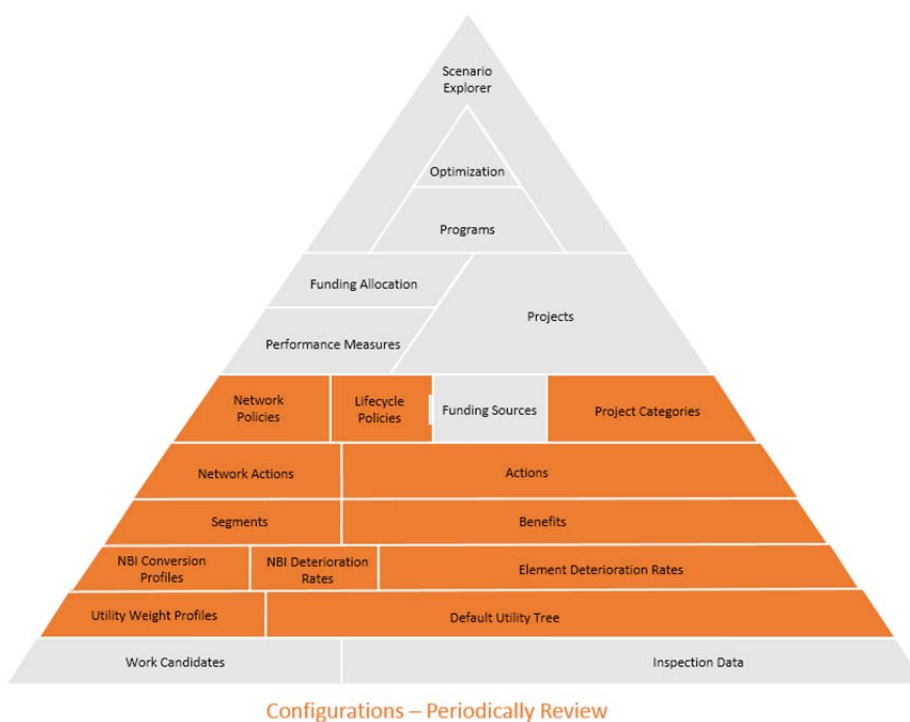 Scenario
Explorer
Optimization
Programs
Funding Allocation
Projects
Performance Measures
Network
Policies
Lifecycle
Policies
Funding Sources
Project Categories
Network Actions
Actions
Segments
Benefits
NBI Conversion
Profiles
NBI Deterioration
Rates
Element Deterioration Rates
Utility Weight Profiles
Default Utility Tree
Work Candidates
Inspection Data
Configurations – Periodically Review